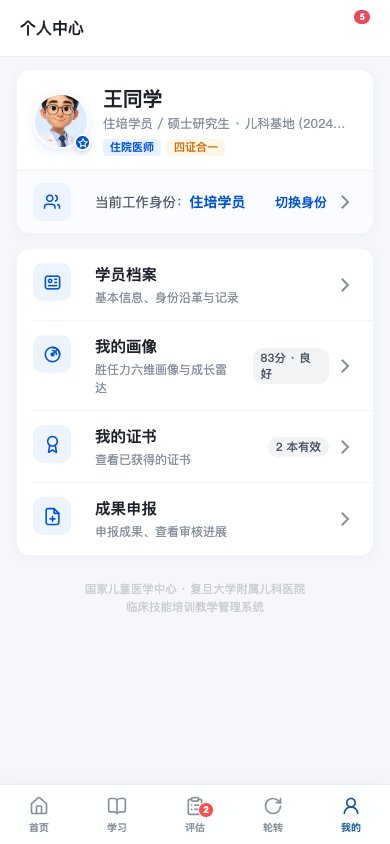 个人中心
5
王同学
住培学员 / 硕士研究生 · 儿科基地 (2024...
住院医师
四证合一
当前工作身份：住培学员
切换身份
学员档案
基本信息、身份沿革与记录
我的画像
胜任力六维画像与成长雷
达
83分 · 良
好
我的证书
查看已获得的证书
2 本有效
成果申报
申报成果、查看审核进展
国家儿童医学中心 · 复旦大学附属儿科医院
临床技能培训教学管理系统
2
首页
学习
评估
轮转
我的